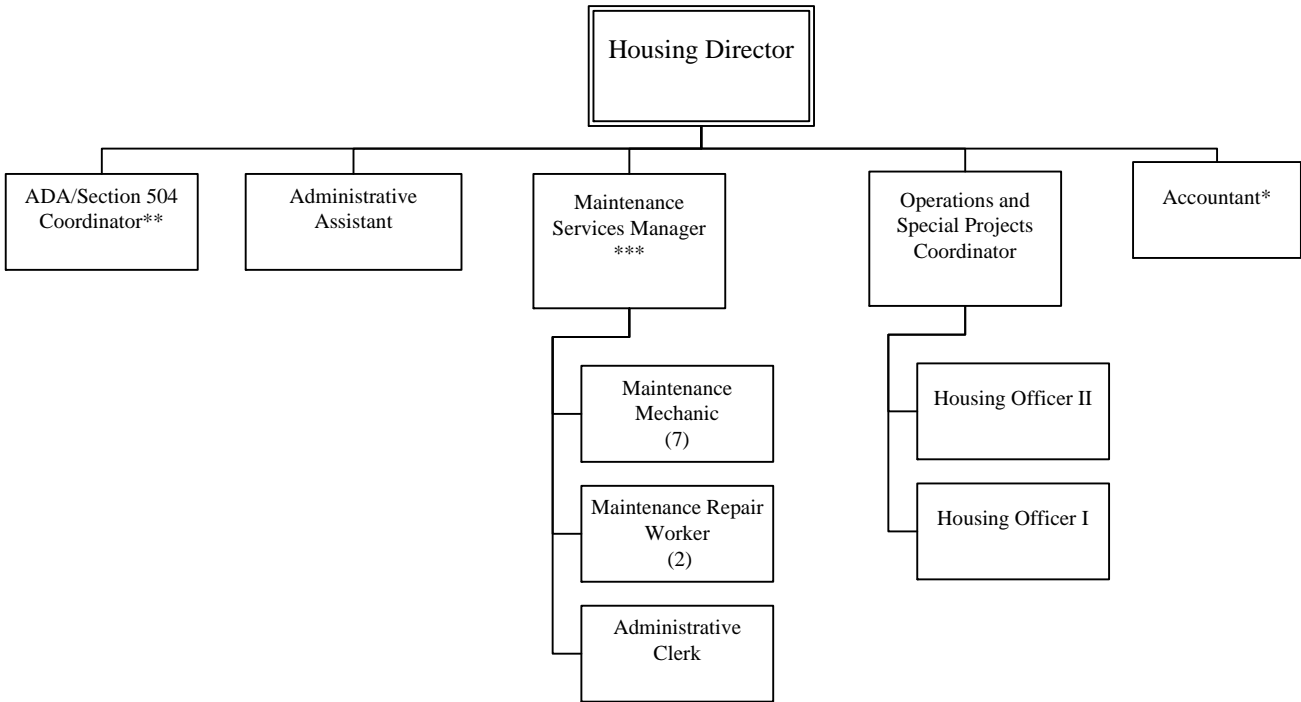 Housing Director
ADA/Section 504
Coordinator**
Administrative
Assistant
Maintenance
Services Manager
***
Operations and
Special Projects
Coordinator
Accountant*
Maintenance
Mechanic
(7)
Maintenance Repair
Worker
(2)
Administrative
Clerk
Housing Officer II
Housing Officer I